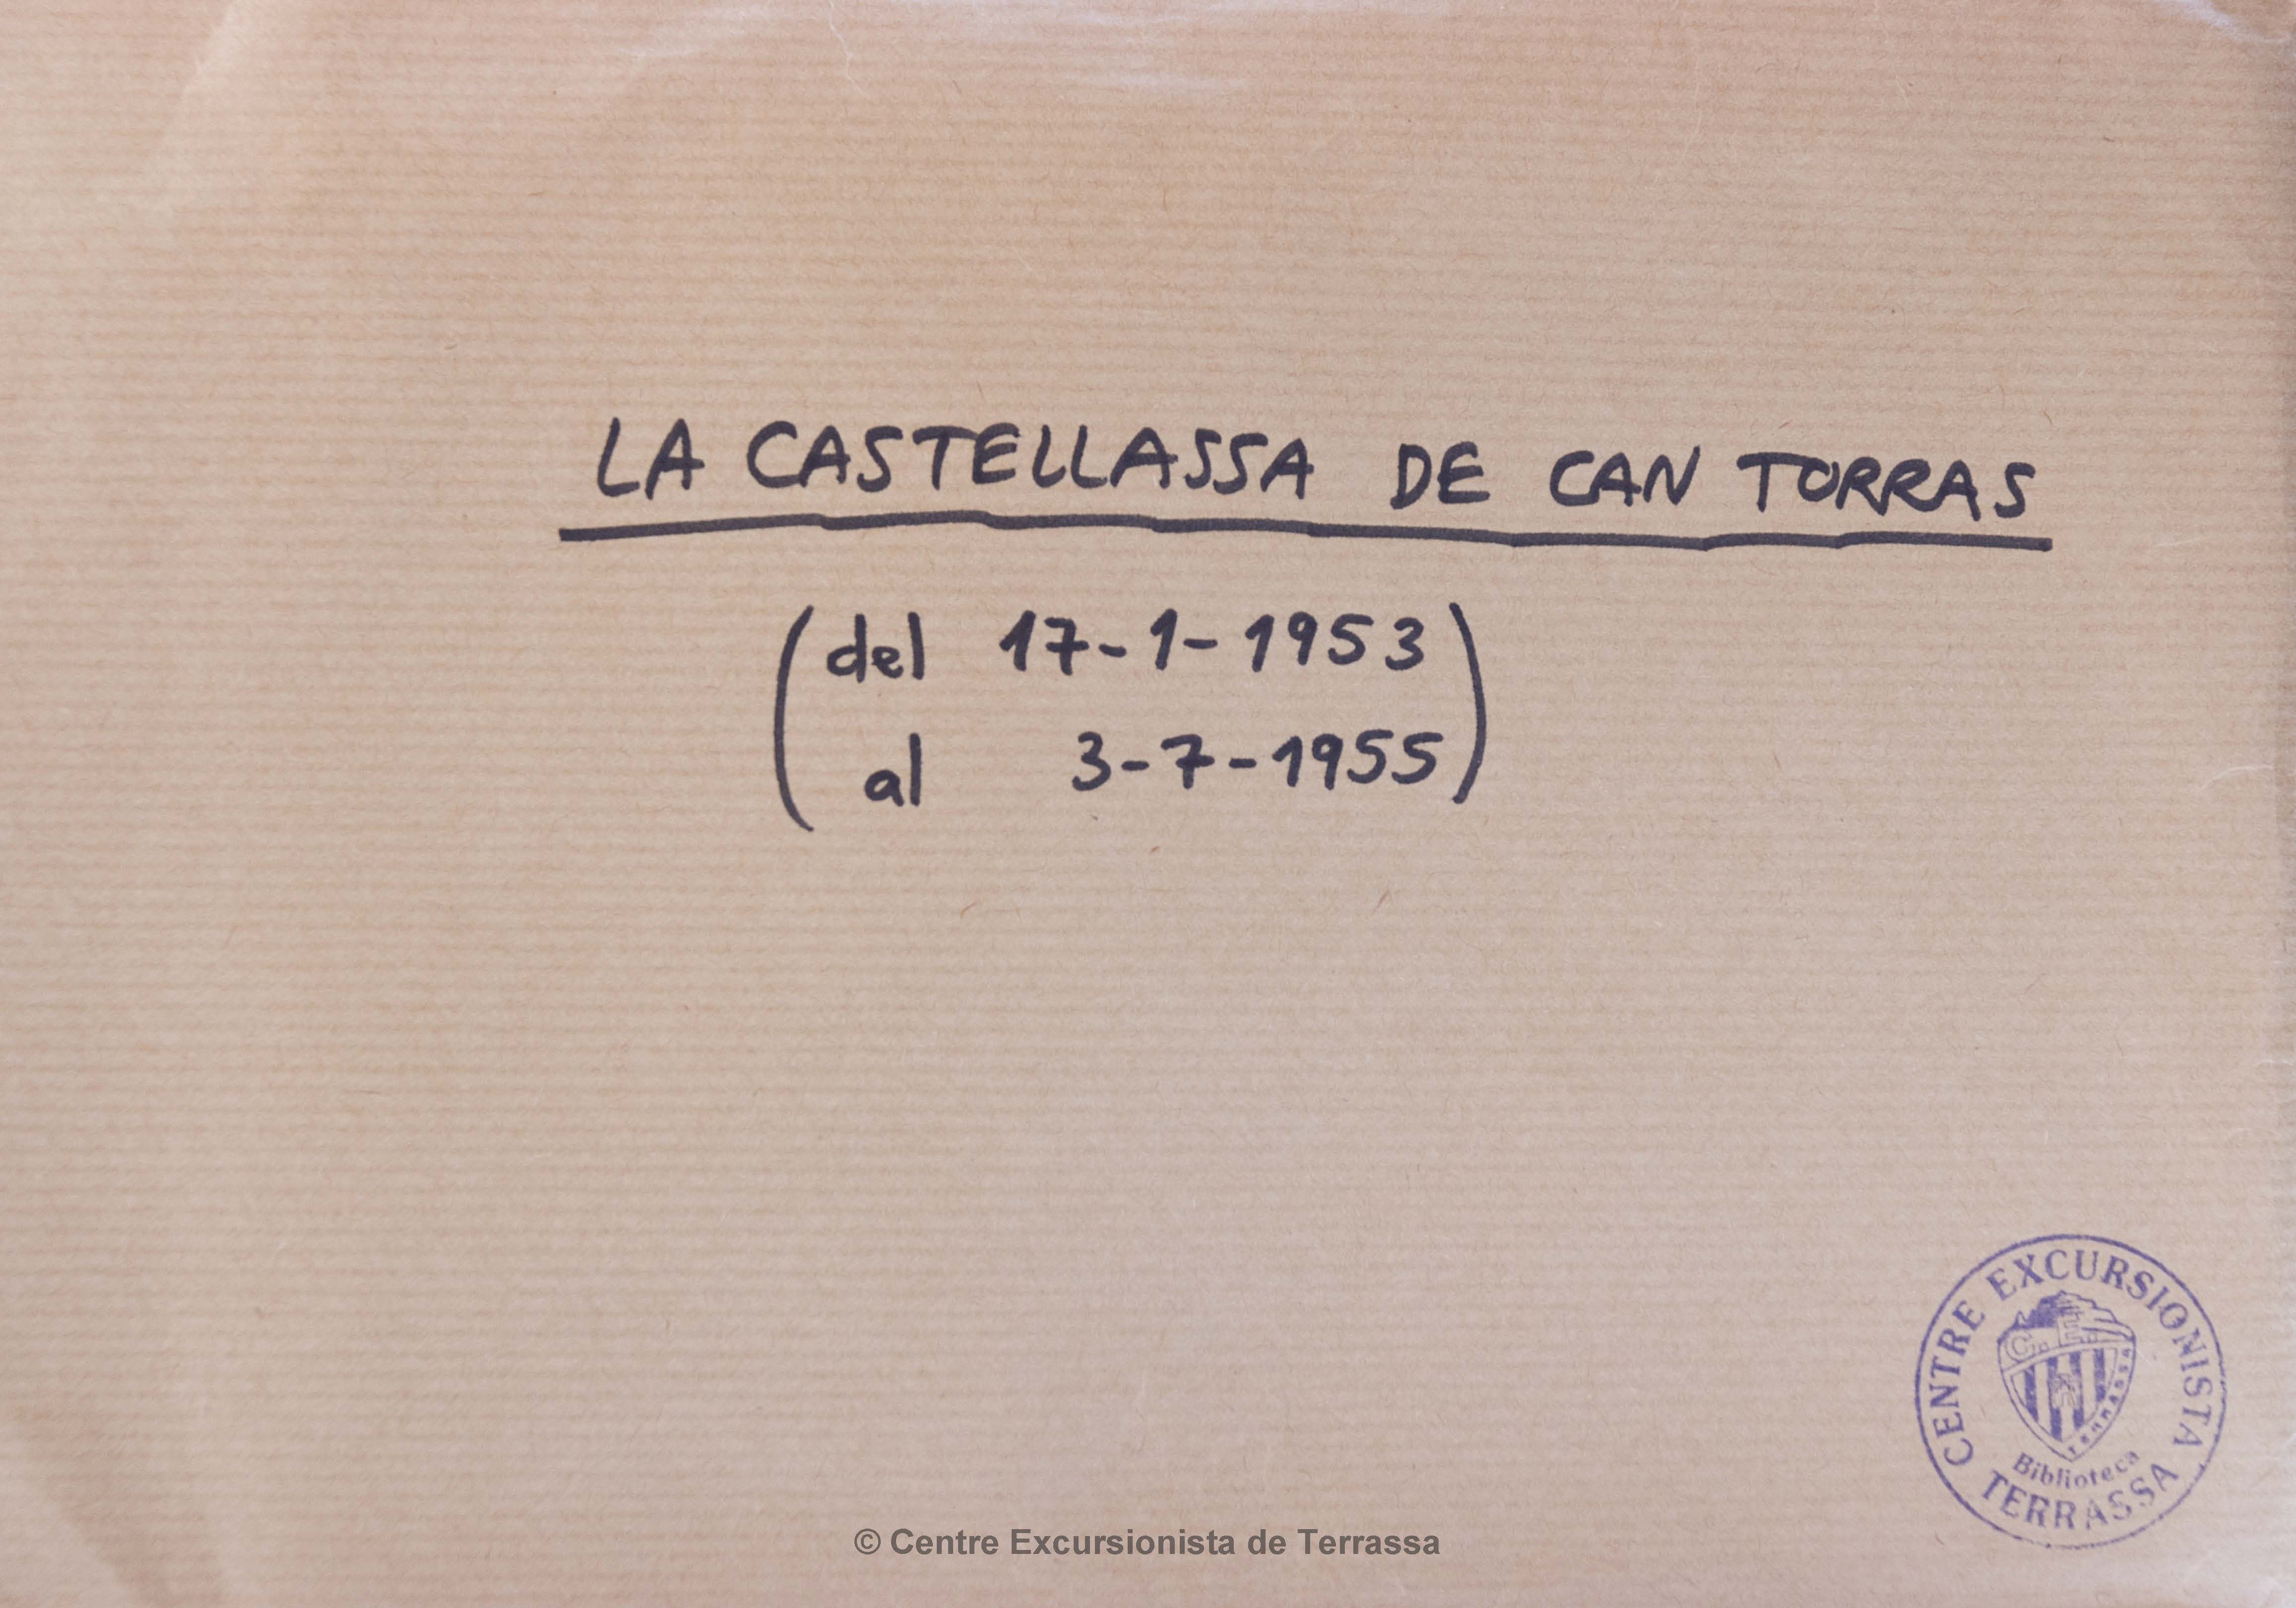 LA CASTELLASSA DE CAN TORRAS
(del 17-1-1953
al 3-7-1955)
CENTRE EXCURSIONISTA
C. E.
TERRASSA
Biblioteca
TERRASSA
© Centre Excursionista de Terrassa